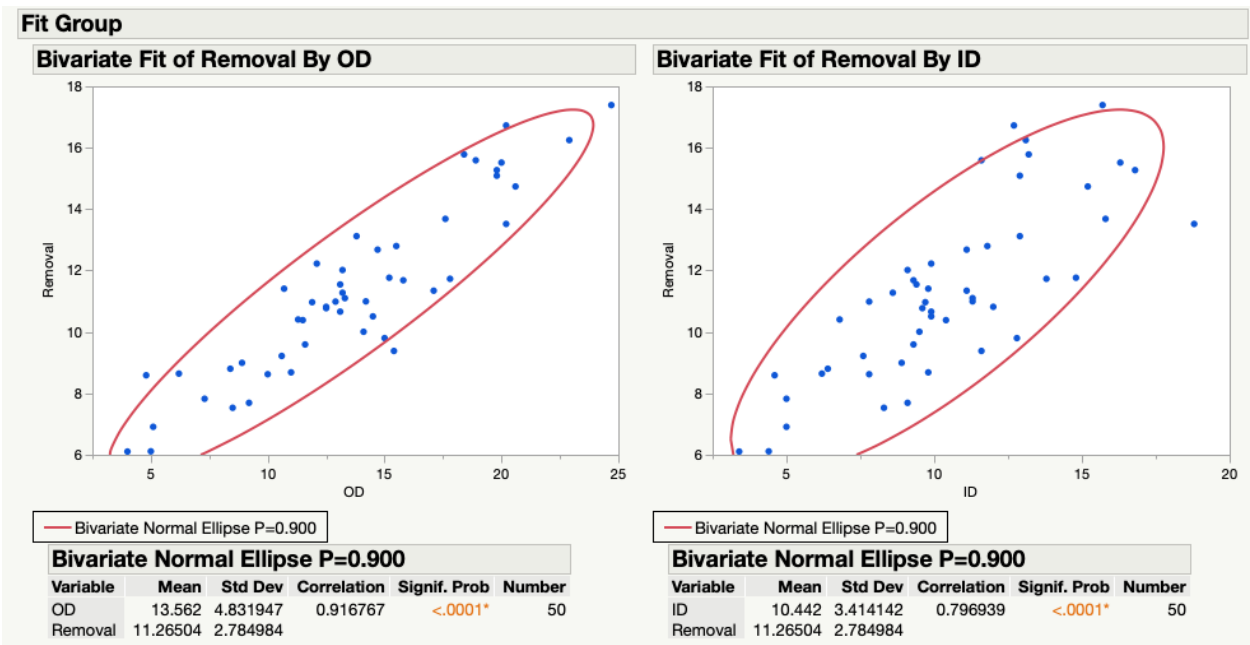 Fit Group
Bivariate Fit of Removal By OD
18
16
14
12
10
8
6
Removal
5 10 15 20 25
OD
Bivariate Normal Ellipse P=0.900
Bivariate Normal Ellipse P=0.900
Variable Mean Std Dev Correlation Signif. Prob Number
OD 13.562 4.831947 0.916767 <.0001* 50
Removal 11.26504 2.784984
Bivariate Fit of Removal By ID
18
16
14
12
10
8
6
Removal
5 10 15 20
ID
Bivariate Normal Ellipse P=0.900
Bivariate Normal Ellipse P=0.900
Variable Mean Std Dev Correlation Signif. Prob Number
ID 10.442 3.414142 0.796939 <.0001* 50
Removal 11.26504 2.784984